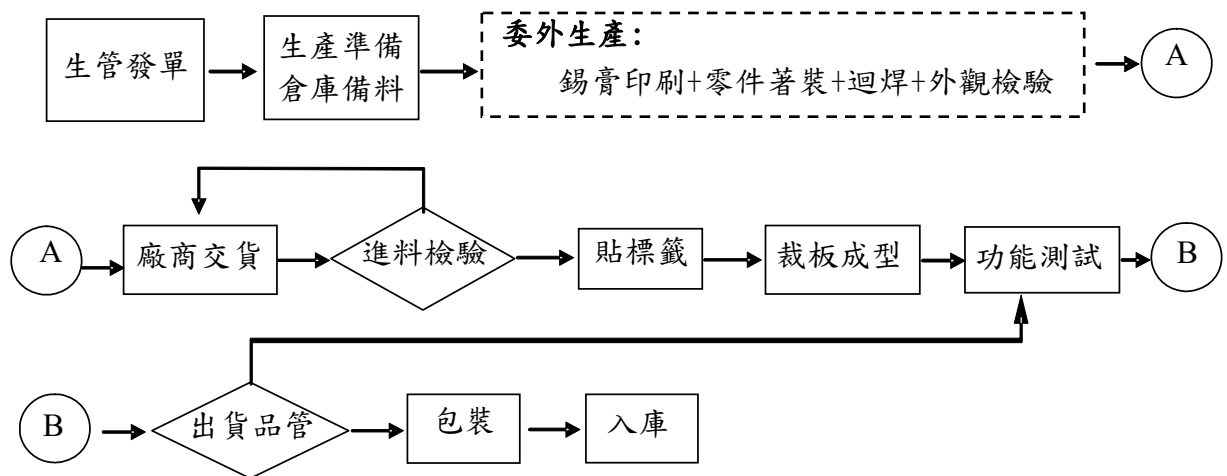 生管發單
生產準備
倉庫備料
委外生產：
錫膏印刷+零件著裝+迴焊+外觀檢驗
A
A
廠商交貨
進料檢驗
貼標籤
裁板成型
功能測試
B
B
出貨品管
包裝
入庫